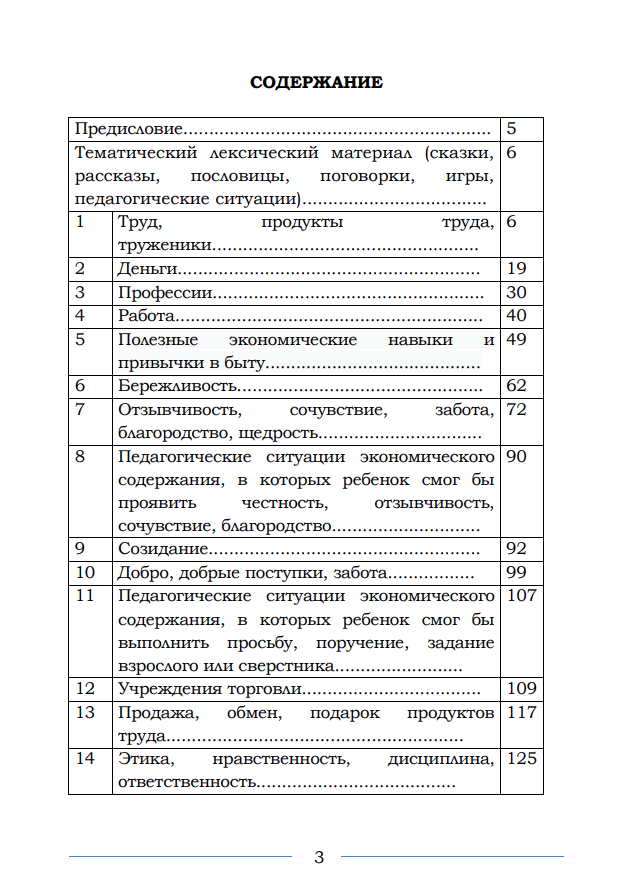 СОДЕРЖАНИЕ
Предисловие............................................................ 5
Тематический лексический материал (сказки, 6
рассказы, пословицы, поговорки, игры,
педагогические ситуации)....................................
1 Труд, продукты труда, 6
труженики....................................................
2 Деньги........................................................... 19
3 Профессии..................................................... 30
4 Работа............................................................ 40
5 Полезные экономические навыки и 49
привычки в быту..........................................
6 Бережливость................................................ 62
7 Отзывчивость, сочувствие, забота, 72
благородство, щедрость................................
8 Педагогические ситуации экономического 90
содержания, в которых ребенок смог бы
проявить честность, отзывчивость,
сочувствие, благородство.............................
9 Созидание..................................................... 92
10 Добро, добрые поступки, забота................. 99
11 Педагогические ситуации экономического 107
содержания, в которых ребенок смог бы
выполнить просьбу, поручение, задание
взрослого или сверстника.........................
12 Учреждения торговли................................... 109
13 Продажа, обмен, подарок продуктов 117
труда..........................................................
14 Этика, нравственность, дисциплина, 125
ответственность.......................................
3